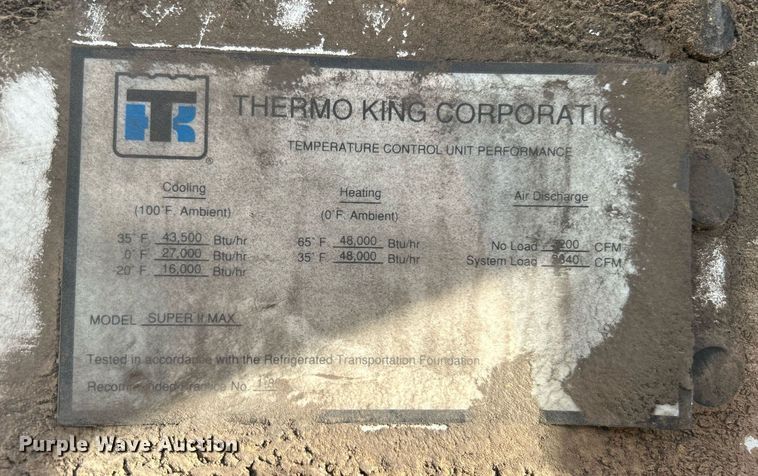 TK
®
THERMO KING CORPORATIO
TEMPERATURE CONTROL UNIT PERFORMANCE
Cooling
(100°F. Ambient)
35° F 43,500 Btu/hr
0° F 27,000 Btu/hr
-20° F 16,000 Btu/hr
Heating
(0°F. Ambient)
65° F 48,000 Btu/hr
35° F 48,000 Btu/hr
Air Discharge
No Load 3200 CFM
System Load CFM
MODEL SUPER II MAX
Tested in accordance with the Refrigerated Transportation Foundation
Recommended Practice No.
Purple Wave Auction